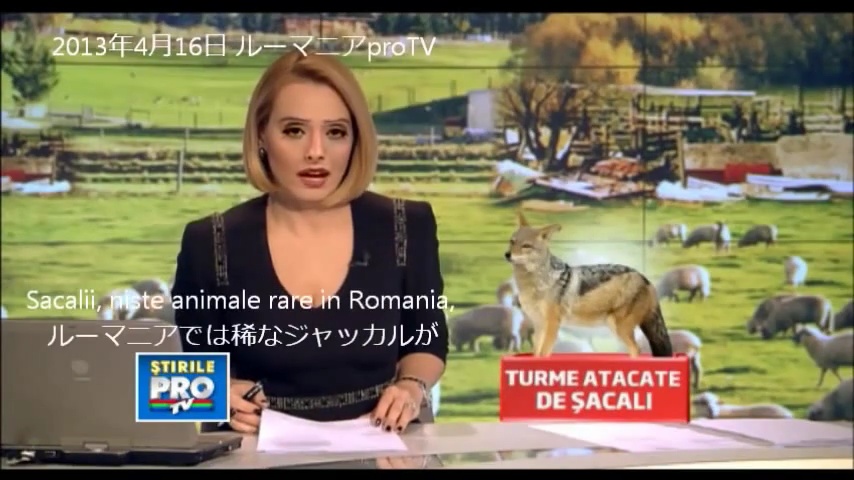 2013年4月16日 ルーマニアproTV
Sacalii, niste animale rare in Romania,
ルーマニアでは稀なジャッカルが
ŞTIRILE
PRO
TV
TURME ATACATE
DE ŞACALI